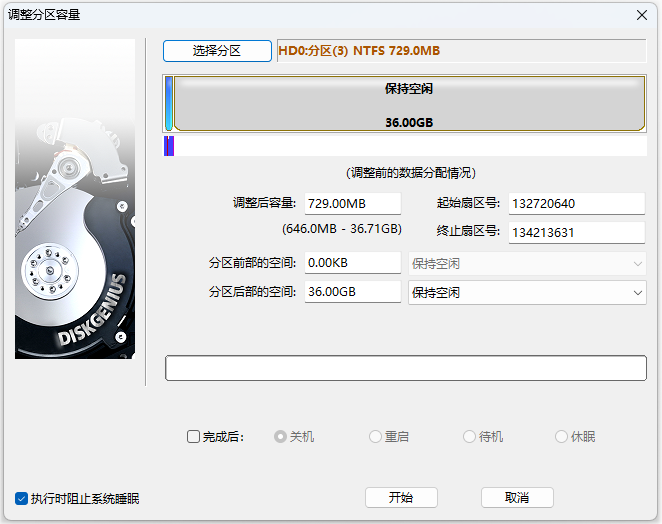 调整分区容量
选择分区
HD0:分区(3) NTFS 729.0MB
保持空闲
36.00GB
(调整前的数据分配情况)
调整后容量: 729.00MB
起始扇区号: 132720640
(646.0MB - 36.71GB)
终止扇区号: 134213631
分区前部的空间: 0.00KB 保持空闲
分区后部的空间: 36.00GB 保持空闲
DISKGENIUS
完成后: 关机 重启 待机 休眠
执行时阻止系统睡眠
开始
取消